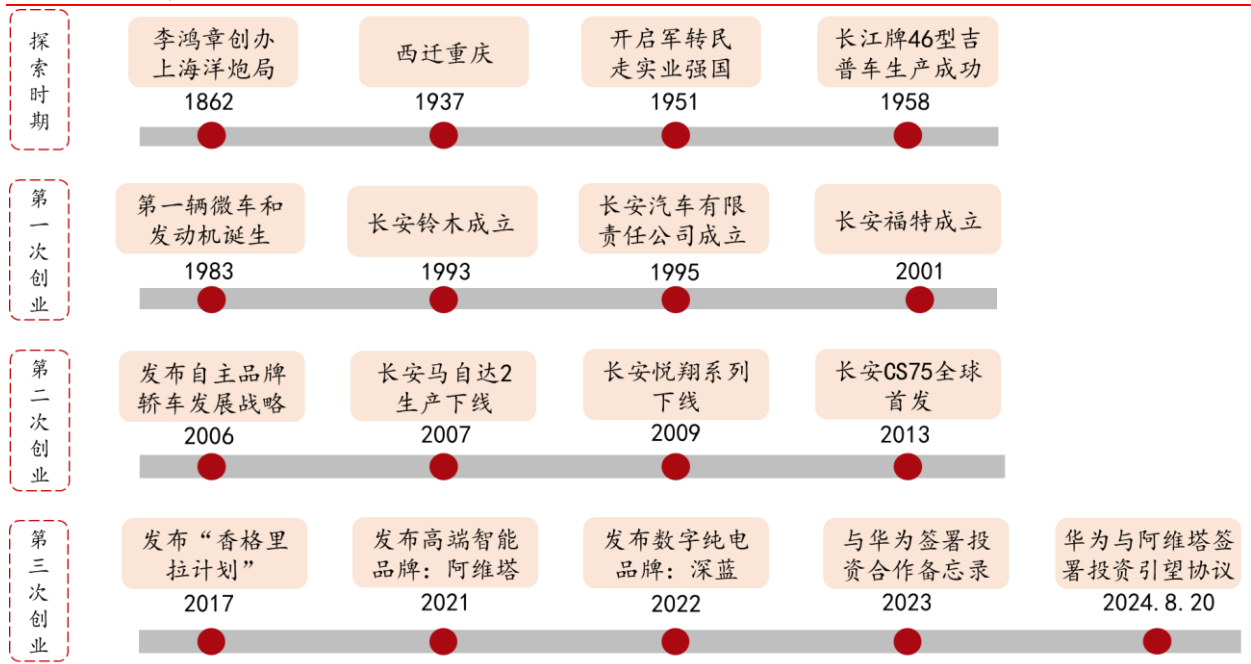 探索时期
李鸿章创办
上海洋炮局
1862
西迁重庆
1937
开启军转民
走实业强国
1951
长江牌46型吉
普车生产成功
1958
第一次创业
第一辆微车和
发动机诞生
1983
长安铃木成立
1993
长安汽车有限
责任公司成立
1995
长安福特成立
2001
第二次创业
发布自主品牌
轿车发展战略
2006
长安马自达2
生产下线
2007
长安悦翔系列
下线
2009
长安CS75全球
首发
2013
第三次创业
发布“香格里
拉计划”
2017
发布高端智能
品牌：阿维塔
2021
发布数字纯电
品牌：深蓝
2022
与华为签署投
资合作备忘录
2023
华为与阿维塔签
署投资引望协议
2024.8.20